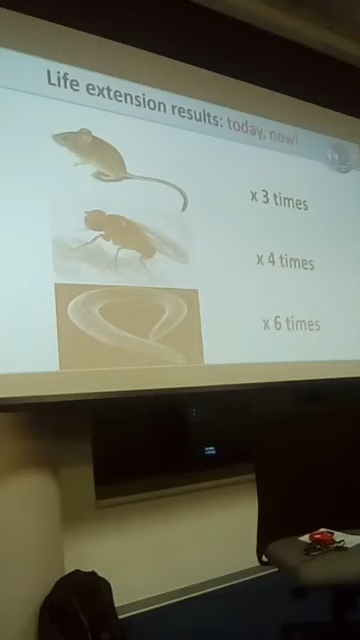 Life extension results: today, now!
x 3 times
x 4 times
x 6 times